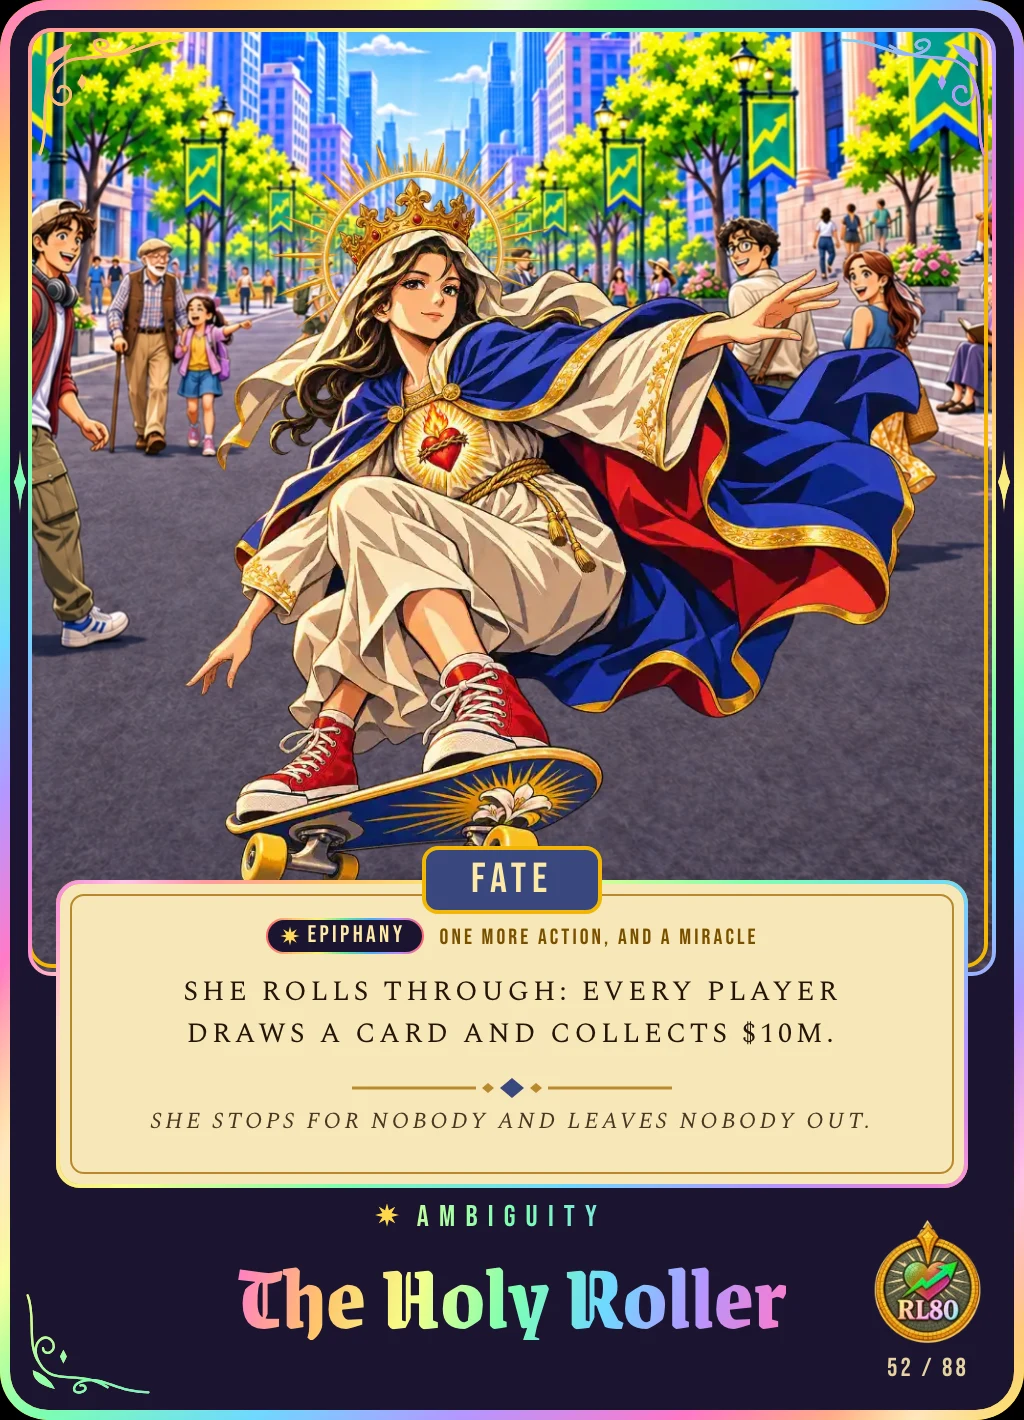 FATE
EPIPHANY ONE MORE ACTION, AND A MIRACLE
SHE ROLLS THROUGH: EVERY PLAYER
DRAWS A CARD AND COLLECTS $10M.
SHE STOPS FOR NOBODY AND LEAVES NOBODY OUT.
AMBIGUITY
The Holy Roller
RL80
52 / 88